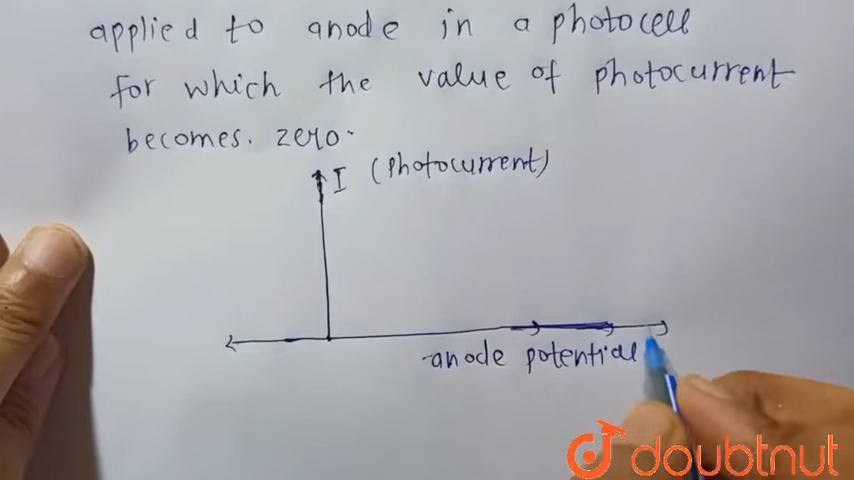 applied to anode in a photocell
for which the value of photocurrent
becomes. zero.
I (Photocurrent)
anode potential
doubtnut